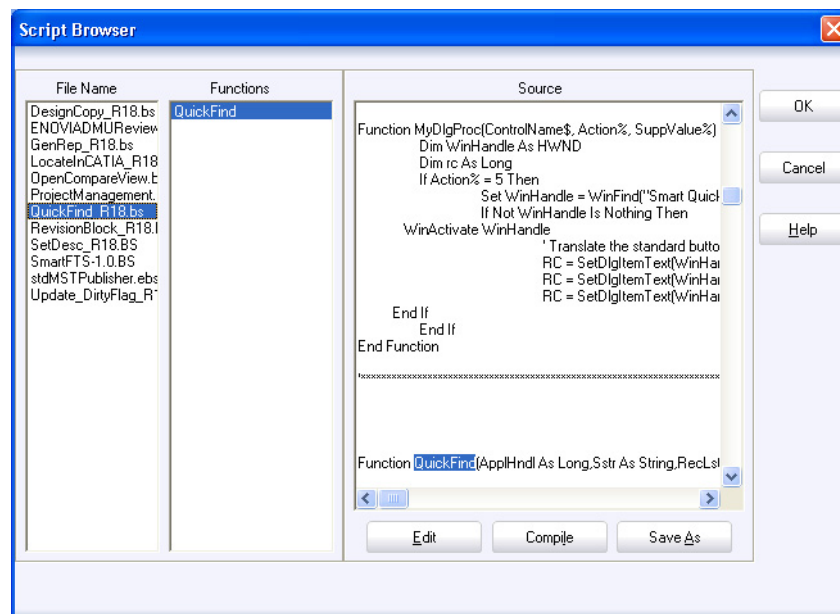 Script Browser
File Name
Functions
Source
DesignCopy_R18.bs
ENOVIADMUReview
GenRep_R18.bs
LocateInCATIA_R18
OpenCompareView.b
ProjectManagement.
QuickFind_R18.bs
RevisionBlock_R18.l
SetDesc_R18.BS
SmartFTS-1.0.BS
stdMSTPublisher.ebs
Update_DirtyFlag_R1
QuickFind
Function MyDlgProc(ControlName$, Action%, SuppValue%)
Dim WinHandle As HWND
Dim rc As Long
If Action% = 5 Then
Set WinHandle = WinFind("Smart Quick
If Not WinHandle Is Nothing Then
WinActivate WinHandle
' Translate the standard butto
RC = SetDlgItemText(WinHan
RC = SetDlgItemText(WinHan
RC = SetDlgItemText(WinHan
End If
End If
End Function
Function QuickFind(ApplHndl As Long,Sstr As String,RecLst
OK
Cancel
Help
Edit
Compile
Save As